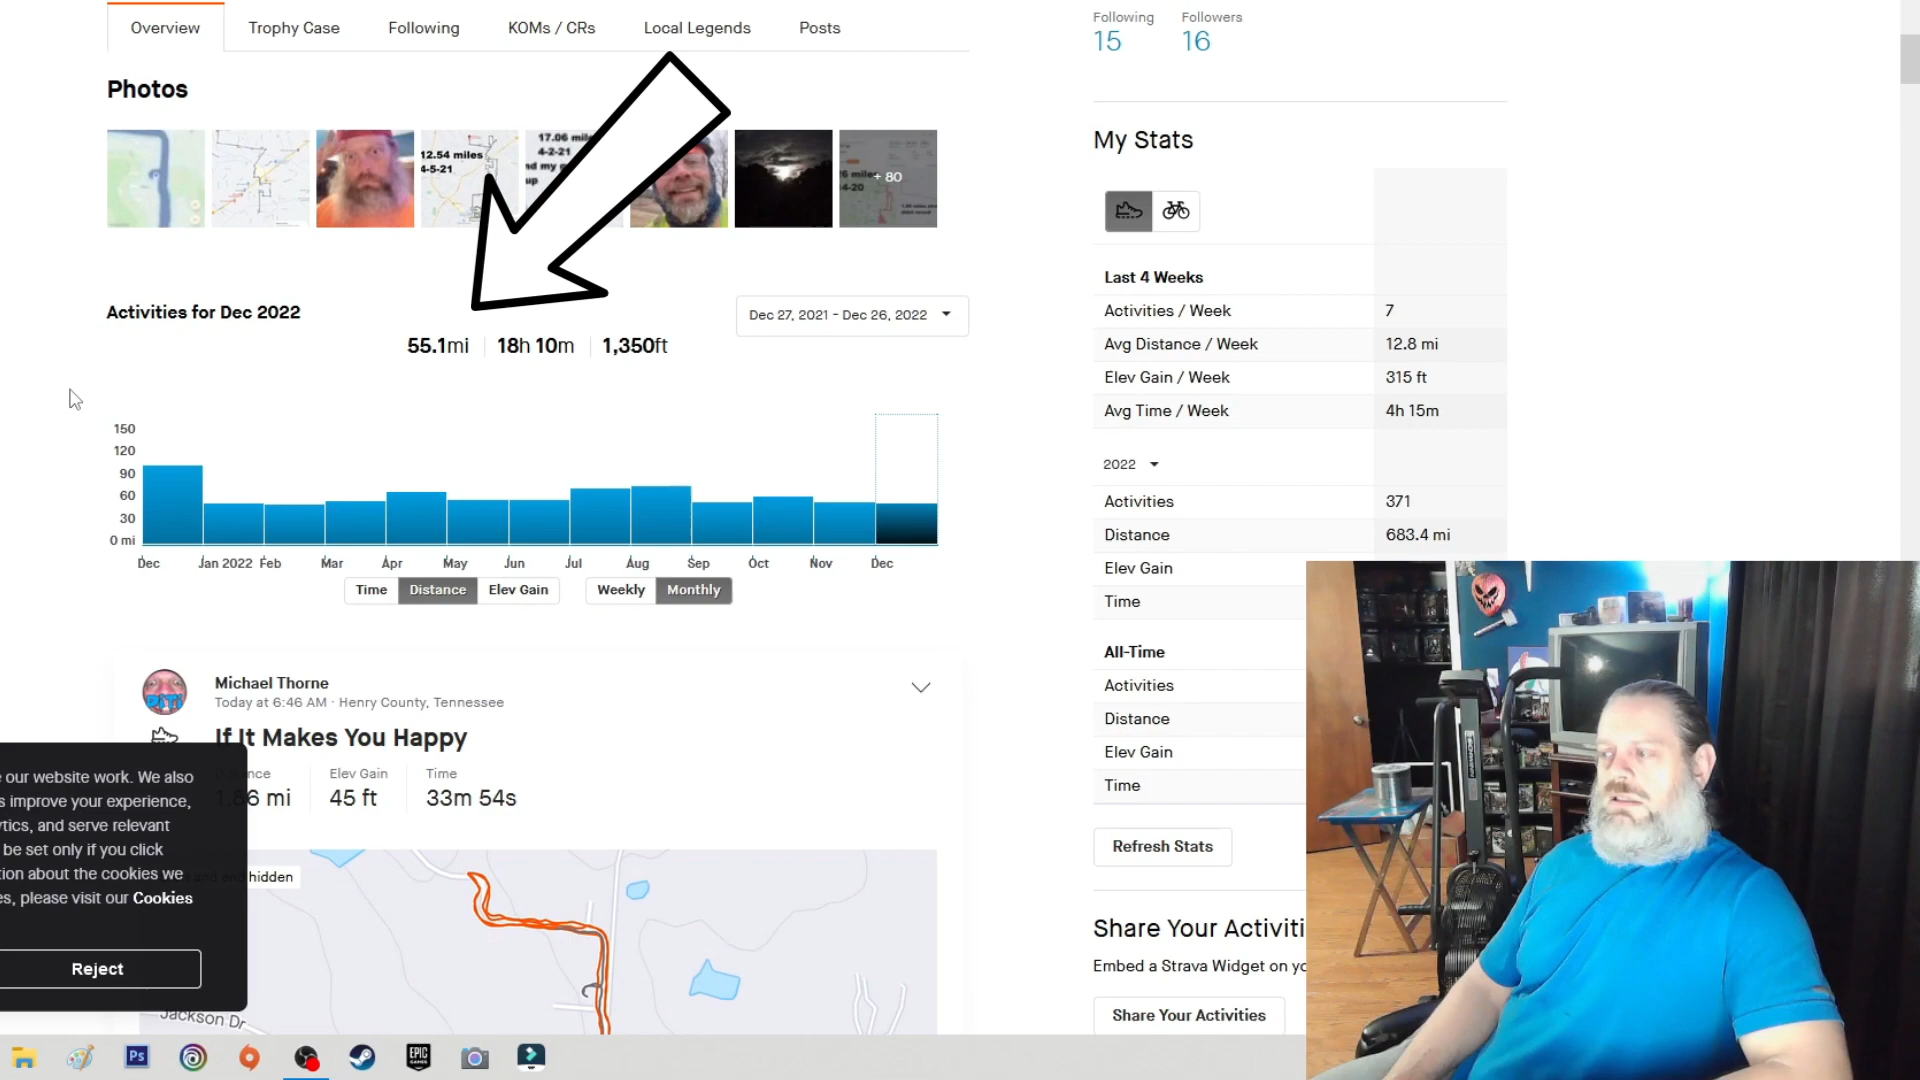 Overview Trophy Case Following KOMs / CRs Local Legends Posts
Following Followers
15 16
Photos
12.54 miles
4-5-21
17.06
4-2-21
up
+ 80
Activities for Dec 2022
Dec 27, 2021 - Dec 26, 2022
55.1mi 18h 10m 1,350ft
150
120
90
60
30
0 mi
Dec Jan 2022 Feb Mar Apr May Jun Jul Aug Sep Oct Nov Dec
Time Distance Elev Gain Weekly Monthly
Michael Thorne
Today at 6:46 AM · Henry County, Tennessee
If It Makes You Happy
Elev Gain Time
1.86 mi 45 ft 33m 54s
our website work. We also
improve your experience,
and serve relevant
be set only if you click
about the cookies we
please visit our Cookies
Reject
hidden
Jackson Dr
My Stats
Last 4 Weeks
Activities / Week 7
Avg Distance / Week 12.8 mi
Elev Gain / Week 315 ft
Avg Time / Week 4h 15m
2022
Activities 371
Distance 683.4 mi
Elev Gain
Time
All-Time
Activities
Distance
Elev Gain
Time
Refresh Stats
Share Your Activiti
Embed a Strava Widget on yo
Share Your Activities
Ps
EPIC
GAMES